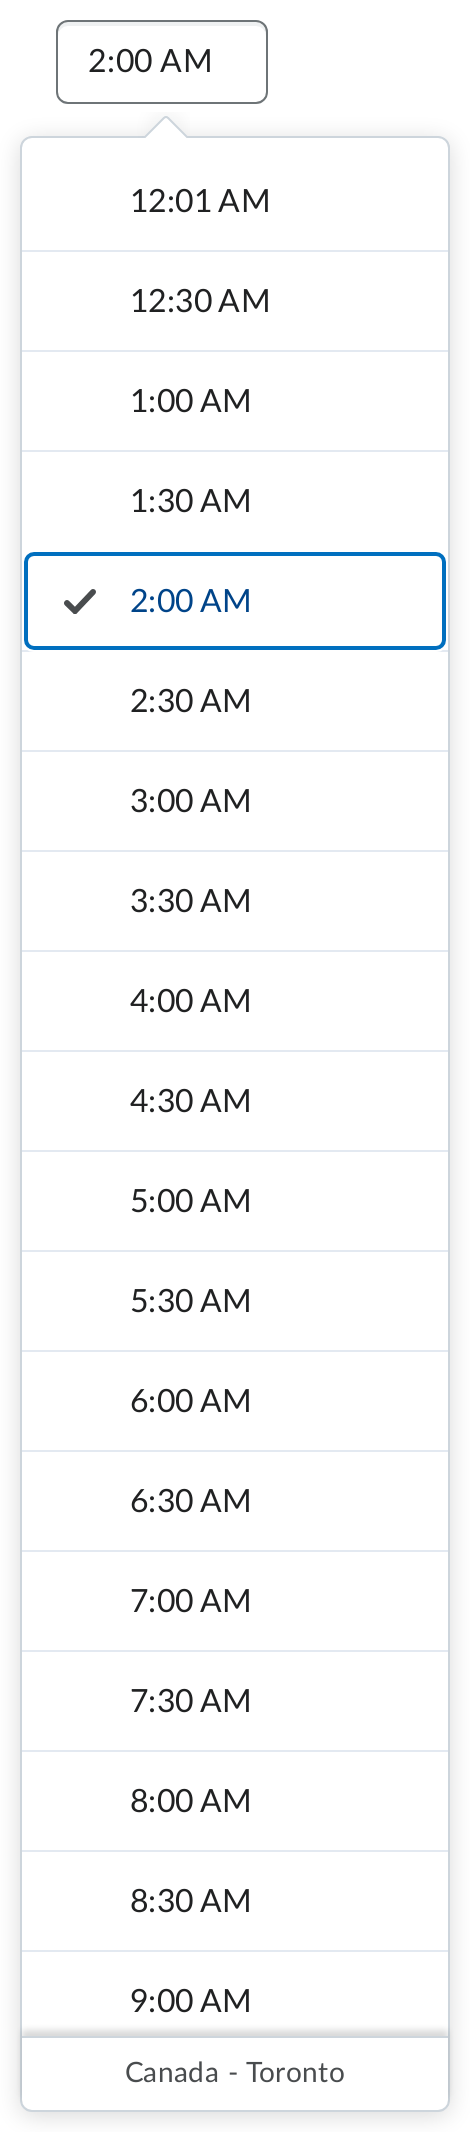 2:00 AM
12:01 AM
12:30 AM
1:00 AM
1:30 AM
2:00 AM
2:30 AM
3:00 AM
3:30 AM
4:00 AM
4:30 AM
5:00 AM
5:30 AM
6:00 AM
6:30 AM
7:00 AM
7:30 AM
8:00 AM
8:30 AM
9:00 AM
Canada - Toronto